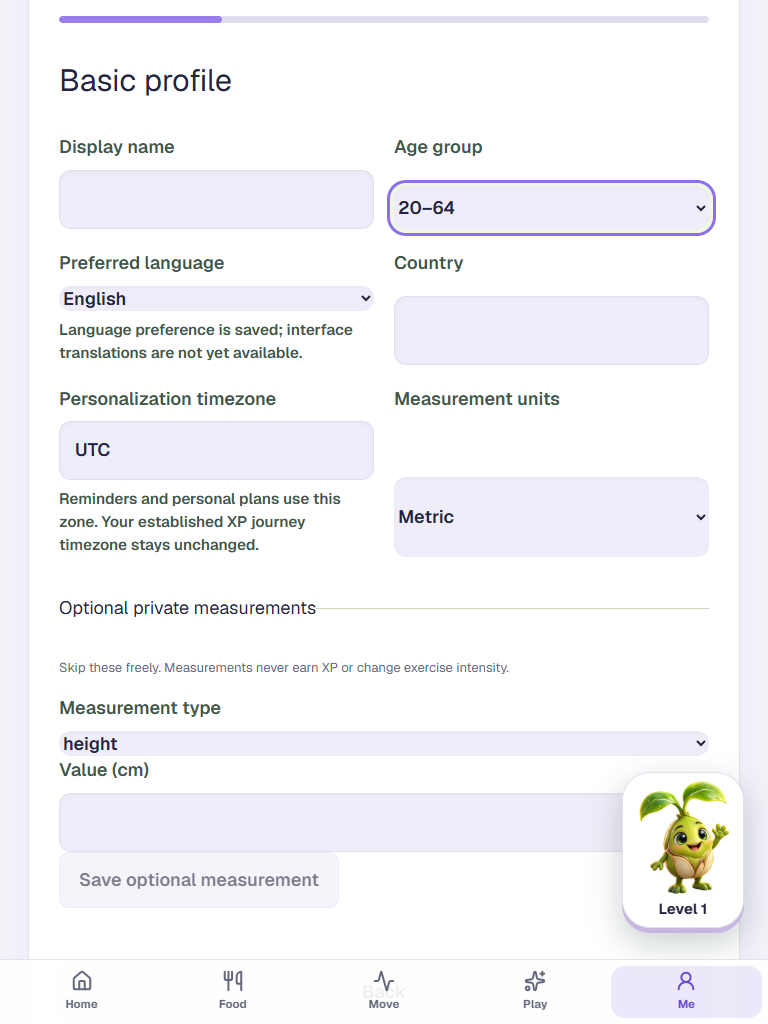 Basic profile
Display name
Age group
20–64
Preferred language
Country
English
Language preference is saved; interface
translations are not yet available.
Personalization timezone
Measurement units
UTC
Metric
Reminders and personal plans use this
zone. Your established XP journey
timezone stays unchanged.
Optional private measurements
Skip these freely. Measurements never earn XP or change exercise intensity.
Measurement type
height
Value (cm)
Save optional measurement
Level 1
Back
Home
Food
Move
Play
Me